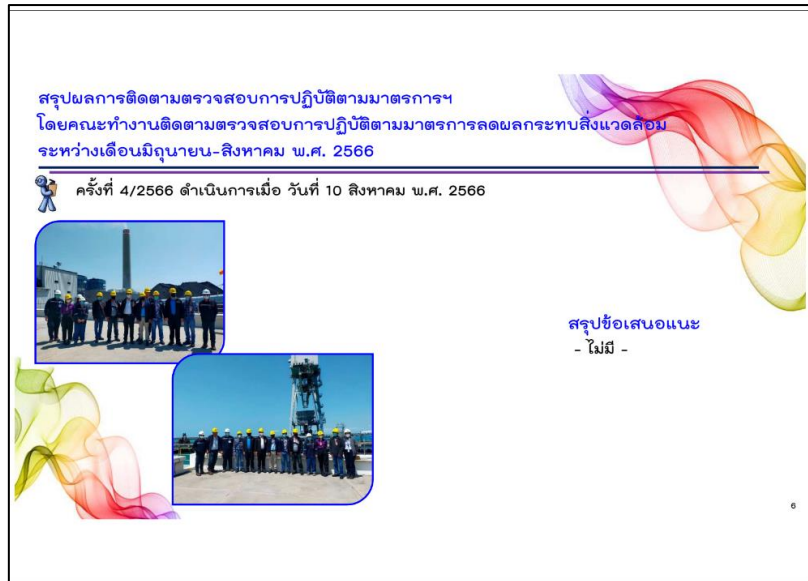 สรุปผลการติดตามตรวจสอบการปฏิบัติตามมาตรการฯ
โดยคณะทำงานติดตามตรวจสอบการปฏิบัติตามมาตรการลดผลกระทบสิ่งแวดล้อม
ระหว่างเดือนมิถุนายน-สิงหาคม พ.ศ. 2566
ครั้งที่ 4/2566 ดำเนินการเมื่อ วันที่ 10 สิงหาคม พ.ศ. 2566
สรุปข้อเสนอแนะ
- ไม่มี -
6